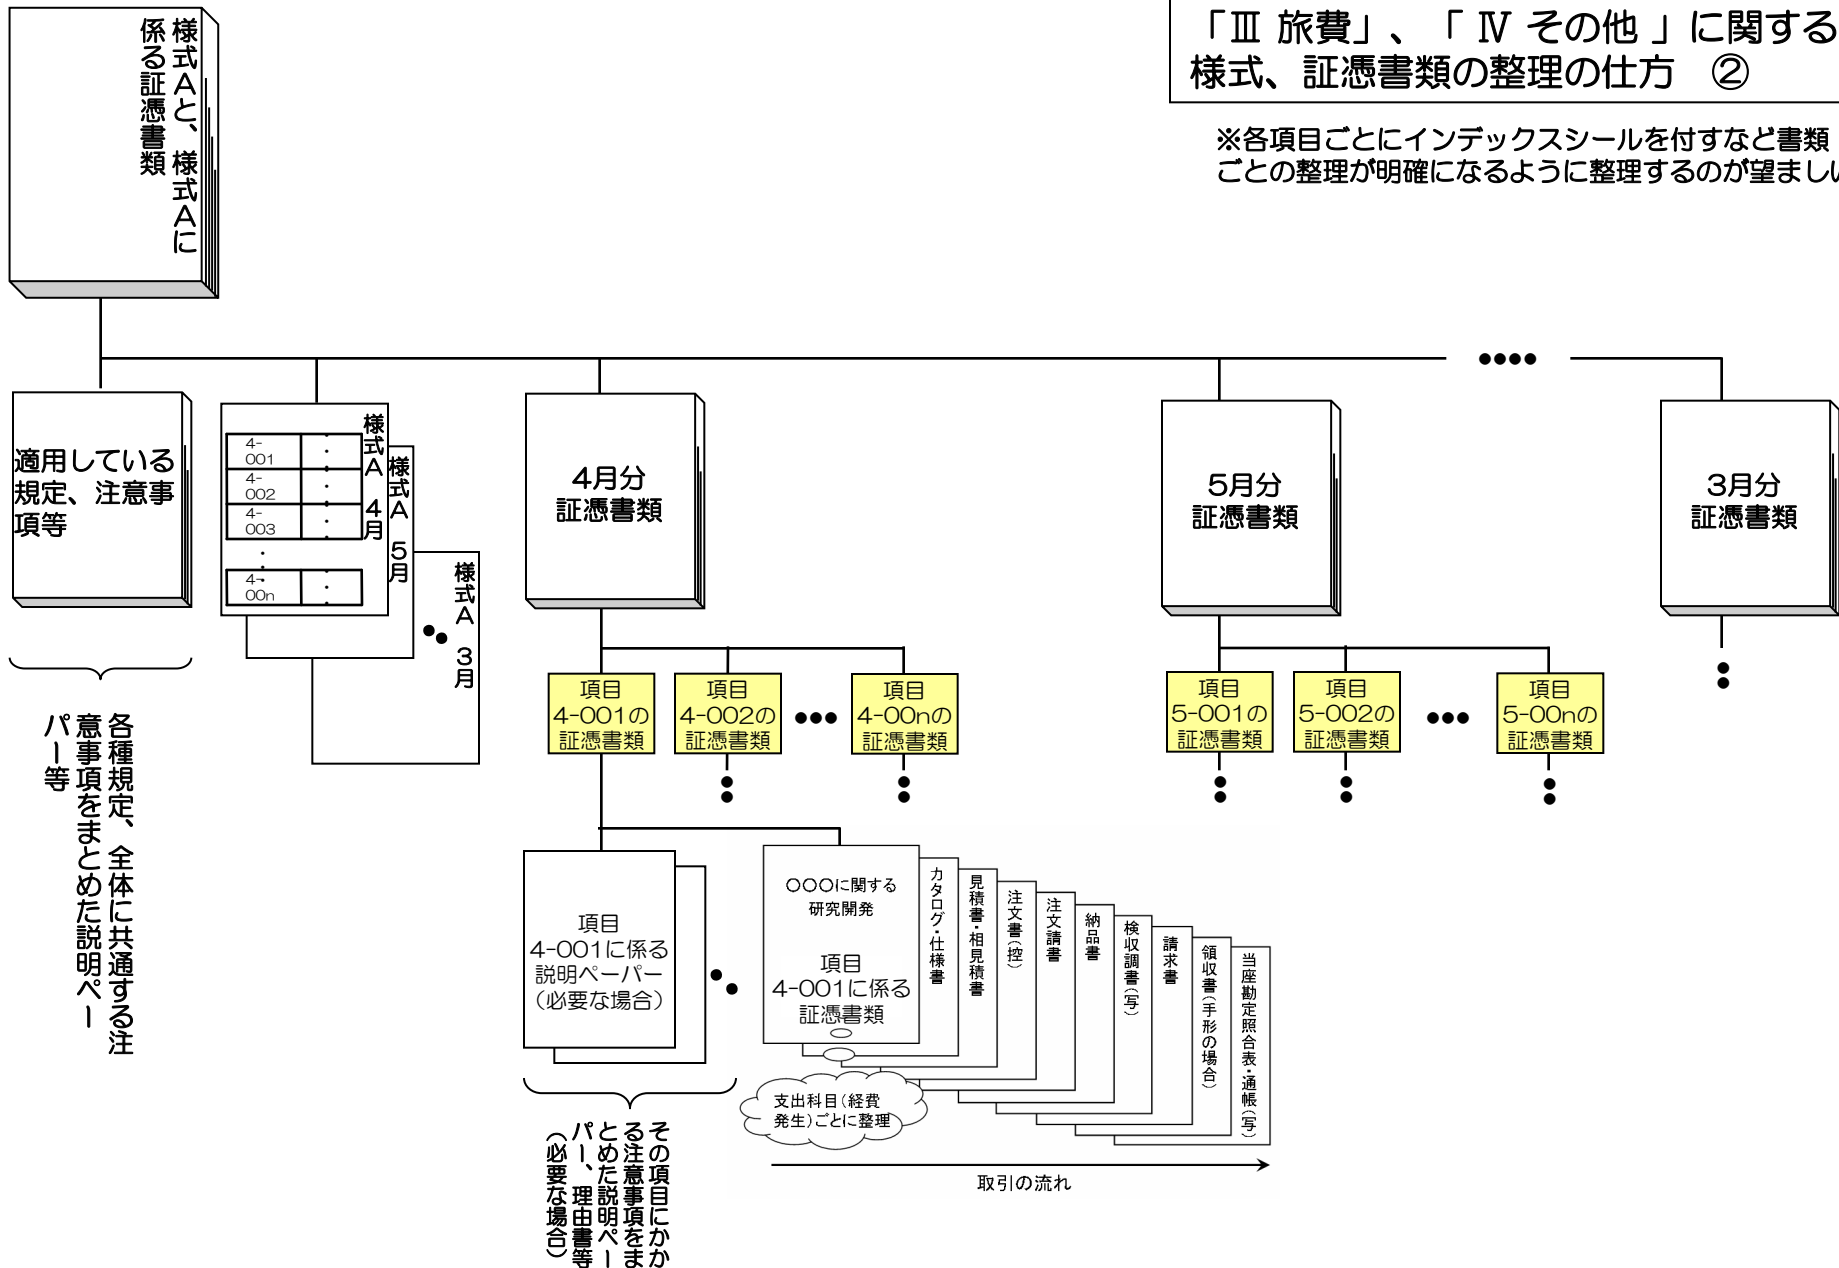 「Ⅲ 旅費」、「 Ⅳ その他 」に関する
様式、証憑書類の整理の仕方　②
※各項目ごとにインデックスシールを付すなど書類
ごとの整理が明確になるように整理するのが望ましい
様式Ａと、様式Ａに
係る証憑書類
適用している
規定、注意事
項等
様式Ａ　４月
4-
001
4-
002
4-
003
4-
00n
様式Ａ　５月
様式Ａ　３月
4月分
証憑書類
5月分
証憑書類
3月分
証憑書類
項目
4-001の
証憑書類
項目
4-002の
証憑書類
項目
4-00nの
証憑書類
項目
5-001の
証憑書類
項目
5-002の
証憑書類
項目
5-00nの
証憑書類
各種規定、全体に共通する注
意事項をまとめた説明ペー
パー等
項目
4-001に係る
説明ペーパー
（必要な場合）
〇〇〇に関する
研究開発
項目
4-001に係る
証憑書類
カタログ・仕様書
見積書・相見積書
注文書（控）
注文請書
納品書
検収調書（写）
請求書
領収書（手形の場合）
当座勘定照合表・通帳（写）
支出科目（経費
発生）ごとに整理
取引の流れ
その項目にかか
る注意事項をま
とめた説明ペー
パー、理由書等
（必要な場合）